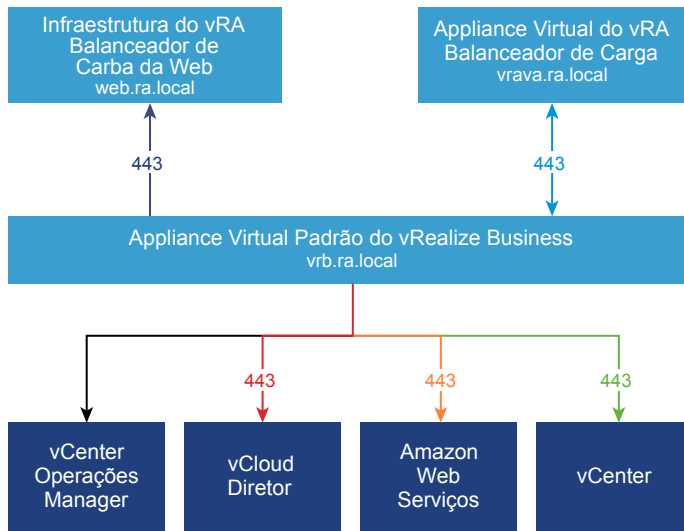 Infraestrutura do vRA
Balanceador de
Carba da Web
web.ra.local
Appliance Virtual do vRA
Balanceador de Carga
vrava.ra.local
443
443
Appliance Virtual Padrão do vRealize Business
vrb.ra.local
443
443
443
vCenter
Operações
Manager
vCloud
Diretor
Amazon
Web
Serviços
vCenter